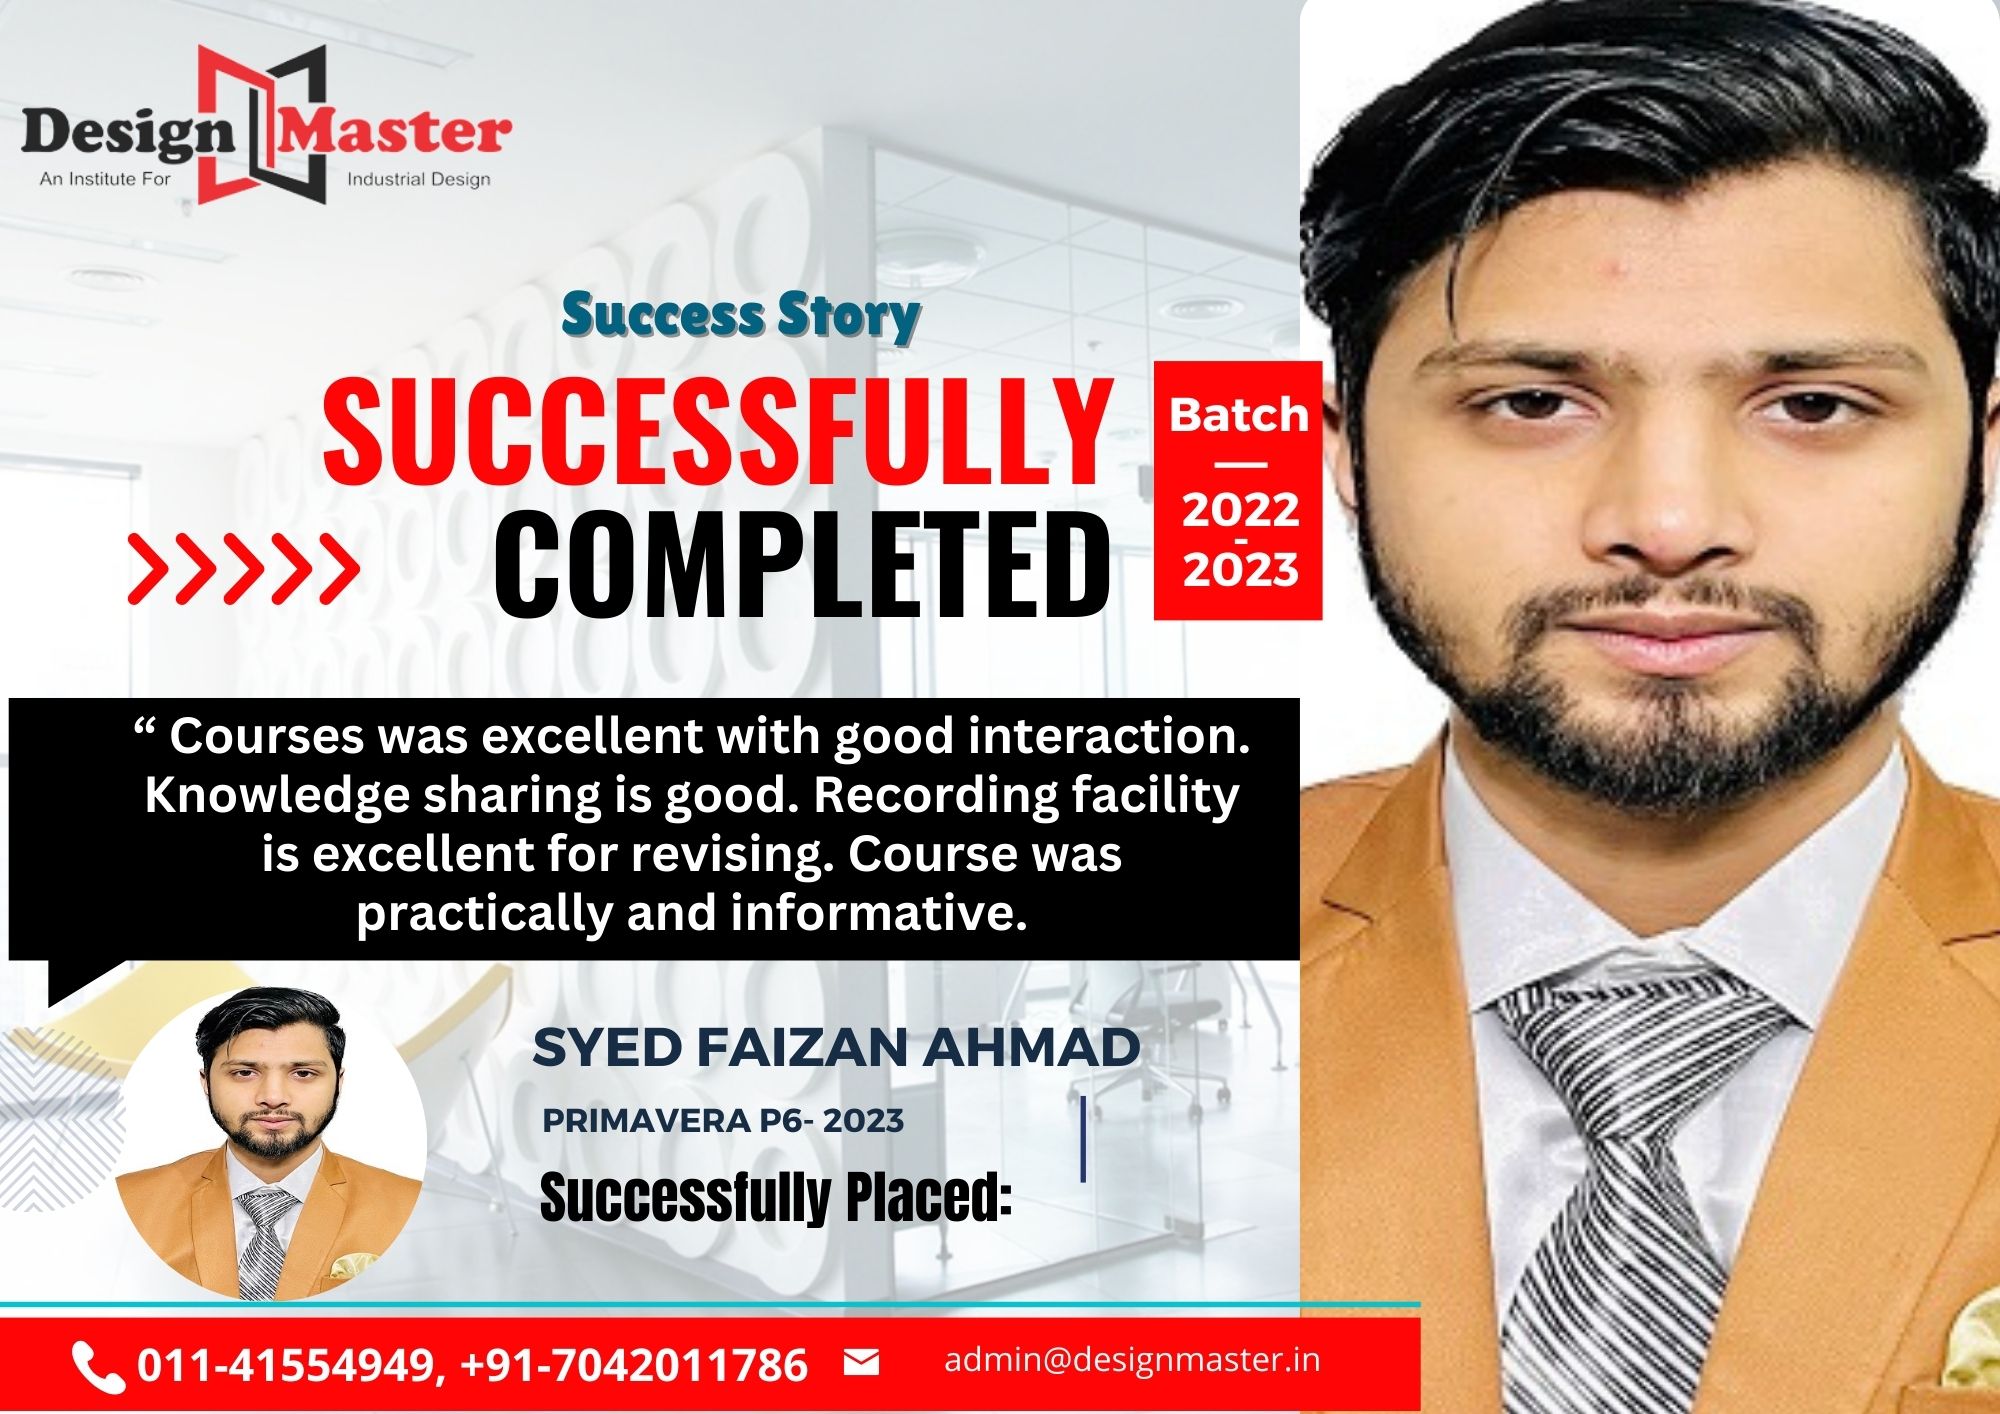 Design Master
An Institute For Industrial Design
Success Story
SUCCESSFULLY
COMPLETED
Batch
2022
-
2023
“ Courses was excellent with good interaction.
Knowledge sharing is good. Recording facility
is excellent for revising. Course was
practically and informative.
SYED FAIZAN AHMAD
PRIMAVERA P6- 2023
Successfully Placed:
011-41554949, +91-7042011786
admin@designmaster.in